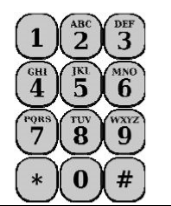 ABC DEF
1 2 3
GHI JKL MNO
4 5 6
PQRS TUV WXYZ
7 8 9
* 0 #